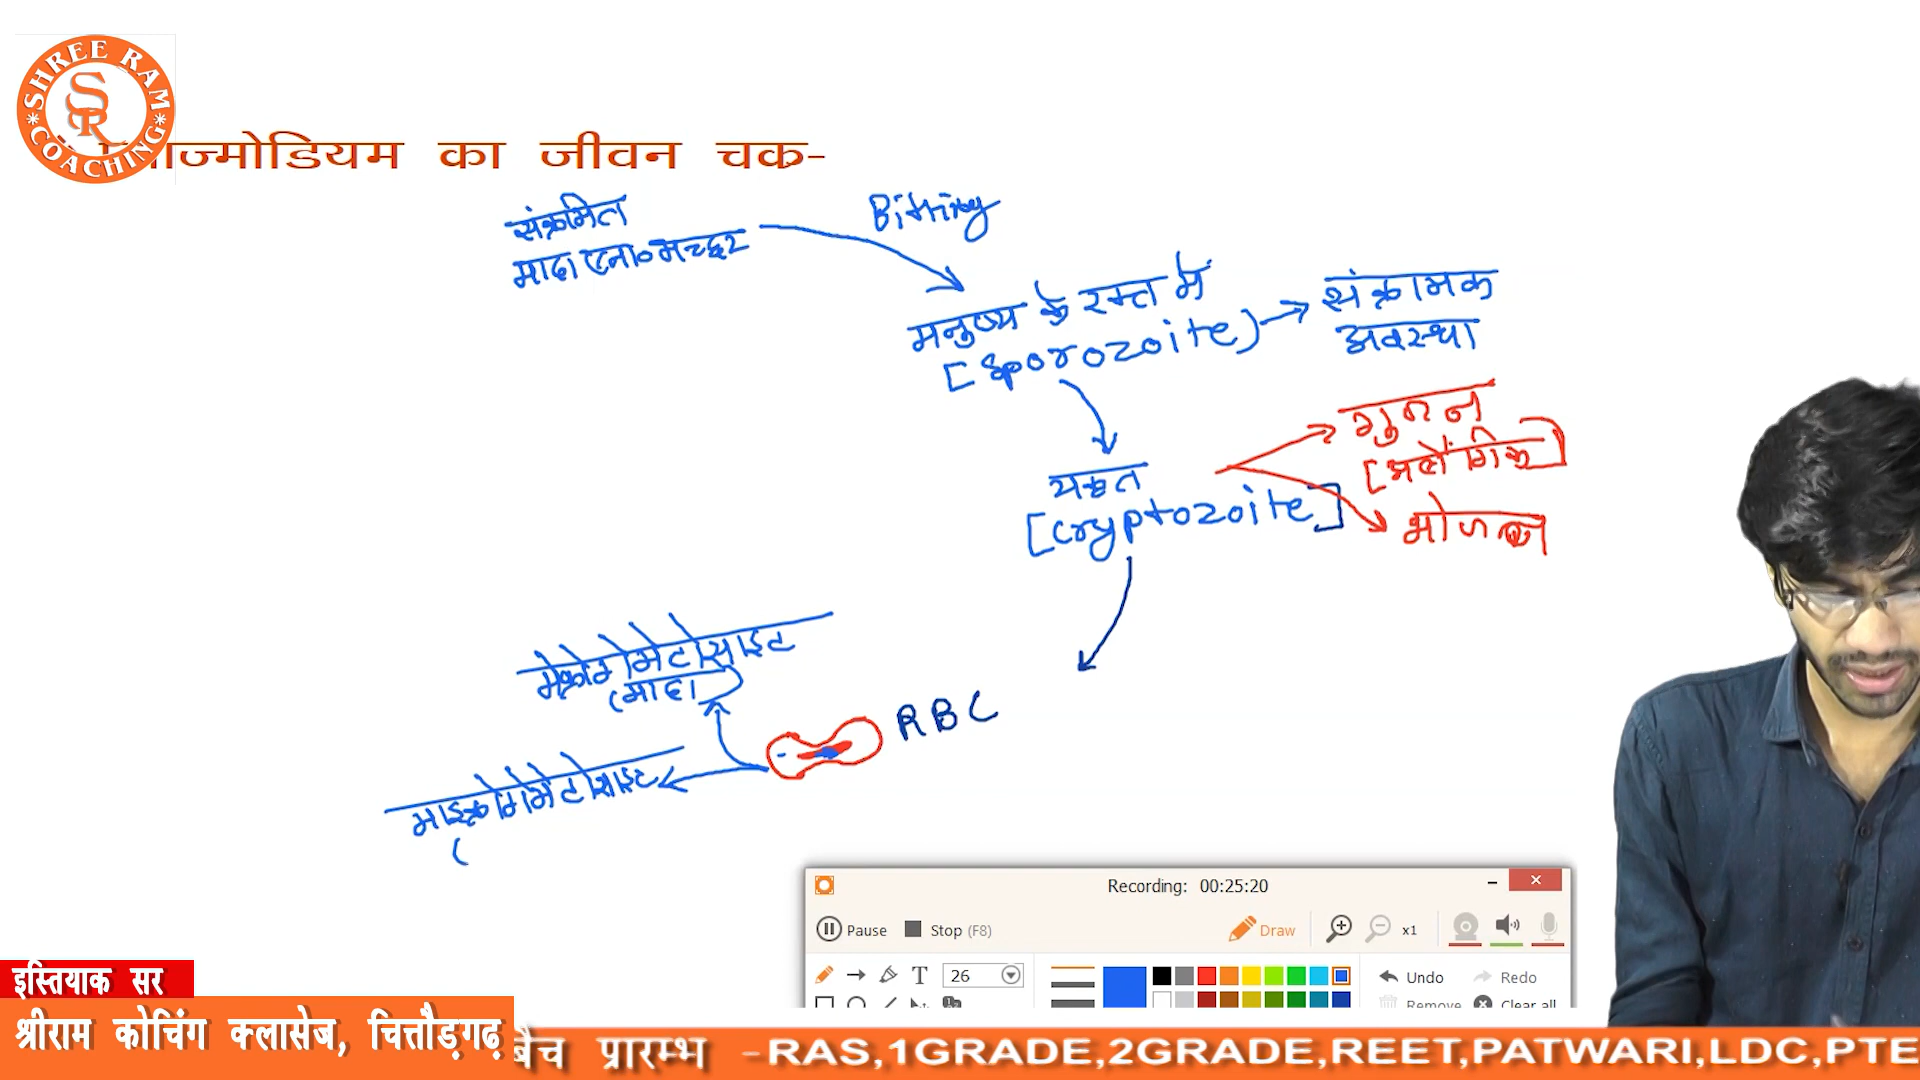 SHREE RAM
SR
COACHING
ाज्मोडियम का जीवन चक-
संक्रमित
मादा एना० मच्छर
Bitting
मनुष्य के रक्त में
[Sporozoite) → संक्रामक
अवस्था
यकृत
[Cryptozoite]
गुणन
[अलैंगिक]
भोजन
मेक्रोगेमेटोसाइट
(मादा)
RBC
माइक्रोगेमेटोसाइट
(
Recording: 00:25:20
Pause Stop (F8) Draw x1
T 26 Undo Redo
Remove Clear all
इस्तियाक सर
श्रीराम कोचिंग क्लासेज, चित्तौड़गढ़
बैच प्रारम्भ -RAS,1GRADE,2GRADE,REET,PATWARI,LDC,PTE